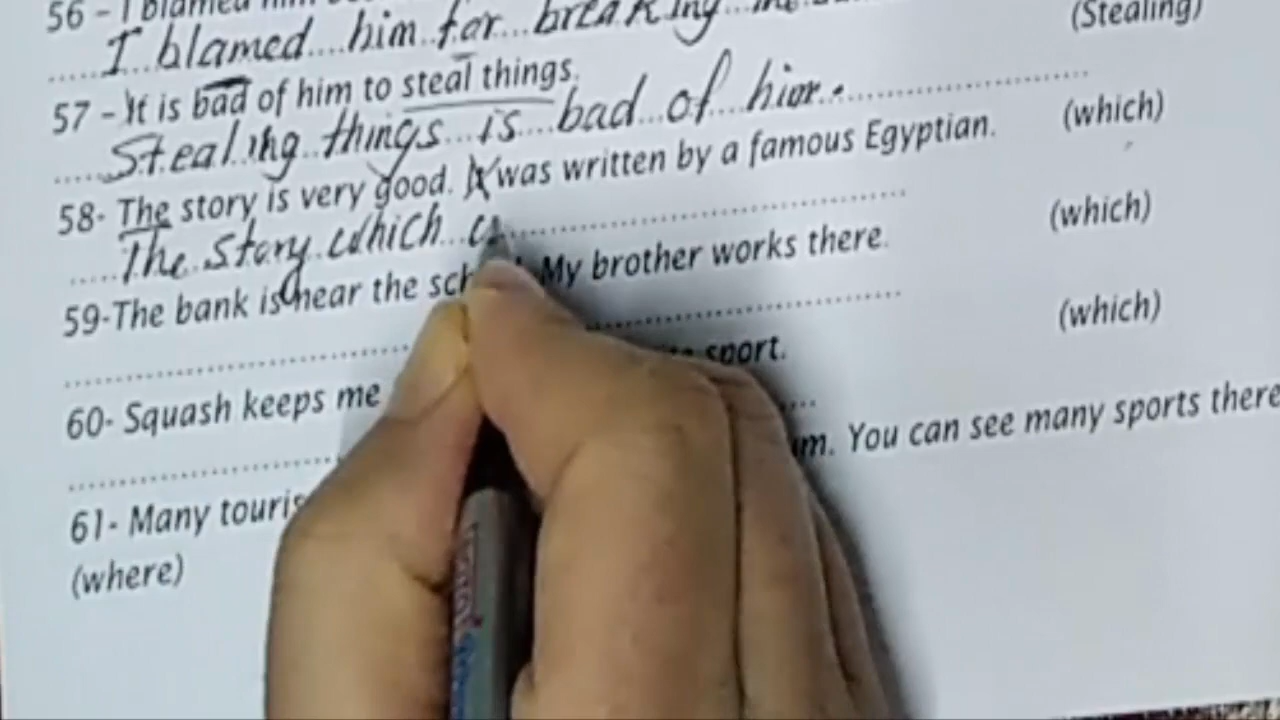 56 – I blamed him
I blamed him for breaking
(Stealing)
57 – It is bad of him to steal things.
Stealing things is bad of him.
58- The story is very good. It was written by a famous Egyptian. (which)
The story which
59-The bank is near the My brother works there. (which)
60- Squash keeps me sport. (which)
61- Many You can see many sports there
(where)